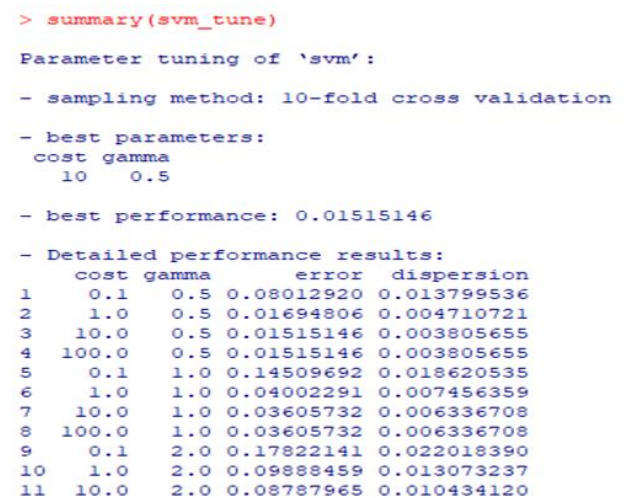 > summary(svm_tune)
Parameter tuning of ‘svm’:
- sampling method: 10-fold cross validation
- best parameters:
cost gamma
10 0.5
- best performance: 0.01515146
- Detailed performance results:
cost gamma error dispersion
1 0.1 0.5 0.08012920 0.013799536
2 1.0 0.5 0.01694806 0.004710721
3 10.0 0.5 0.01515146 0.003805655
4 100.0 0.5 0.01515146 0.003805655
5 0.1 1.0 0.14509692 0.018620535
6 1.0 1.0 0.04002291 0.007456359
7 10.0 1.0 0.03605732 0.006336708
8 100.0 1.0 0.03605732 0.006336708
9 0.1 2.0 0.17822141 0.022018390
10 1.0 2.0 0.09888459 0.013073237
11 10.0 2.0 0.08787965 0.010434120